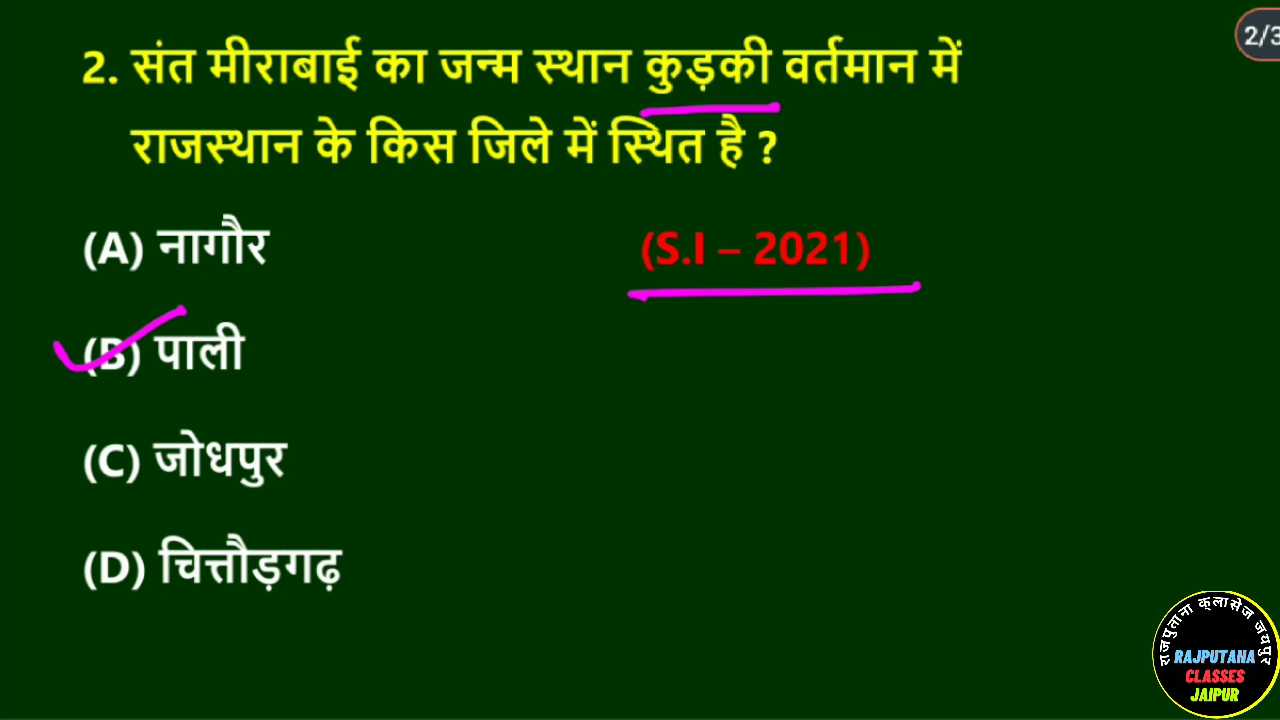 2/3
2. संत मीराबाई का जन्म स्थान कुड़की वर्तमान में
राजस्थान के किस जिले में स्थित है ?
(A) नागौर
(S.I – 2021)
(B) पाली
(C) जोधपुर
(D) चित्तौड़गढ़
राजपुताना क्लासेज जयपुर
RAJPUTANA
CLASSES
JAIPUR